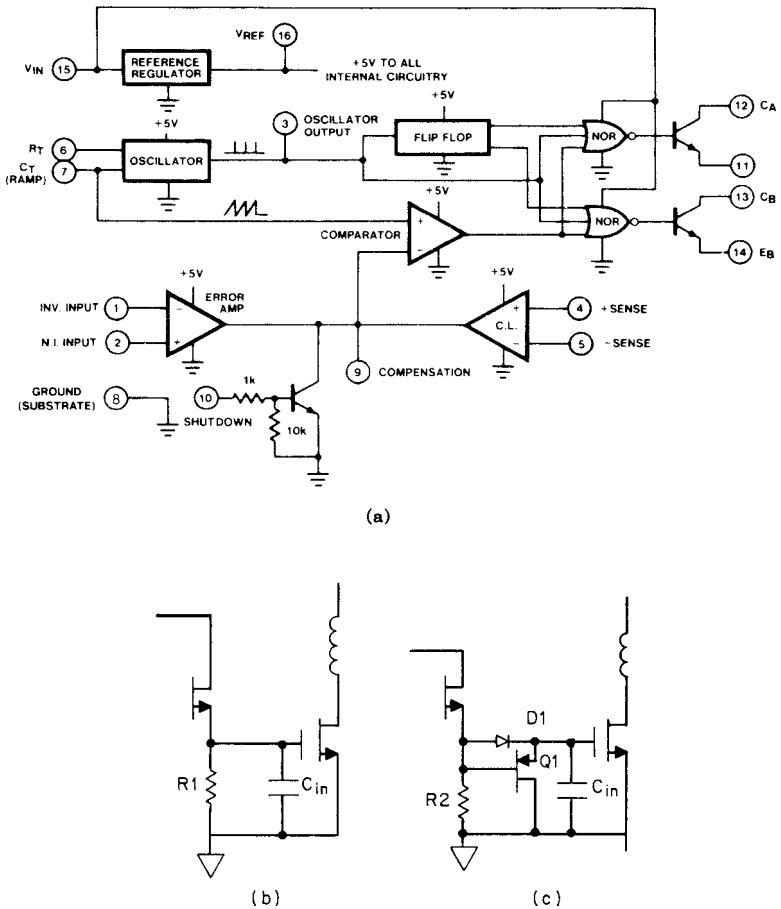 VREF 16
VIN 15
REFERENCE
REGULATOR
+5V TO ALL
INTERNAL CIRCUITRY
+5V
RT 6
CT 7
(RAMP)
OSCILLATOR
3 OSCILLATOR
OUTPUT
+5V
FLIP FLOP
NOR
12 CA
11
+5V
COMPARATOR
+
−
NOR
13 CB
14 EB
+5V
INV. INPUT 1
N.I. INPUT 2
−
+
ERROR
AMP
+5V
C.L.
+
−
4 +SENSE
5 −SENSE
9 COMPENSATION
GROUND
(SUBSTRATE) 8
10
SHUTDOWN
1k
10k
(a)
R1
Cin
(b)
D1
Q1
R2
Cin
(c)